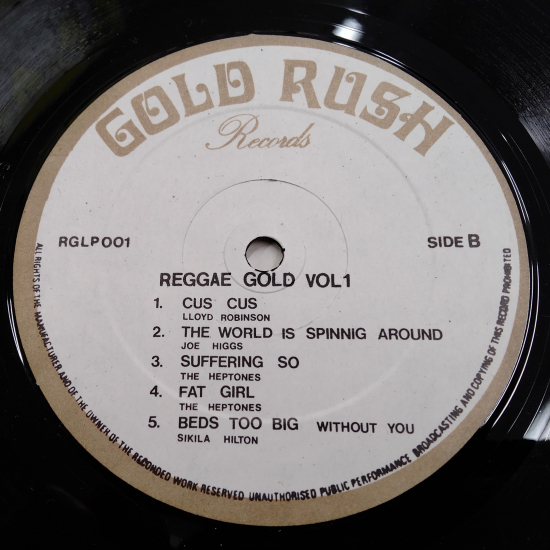 GOLD RUSH
Records
RGLP001
SIDE B
REGGAE GOLD VOL1
1. CUS CUS
LLOYD ROBINSON
2. THE WORLD IS SPINNIG AROUND
JOE HIGGS
3. SUFFERING SO
THE HEPTONES
4. FAT GIRL
THE HEPTONES
5. BEDS TOO BIG WITHOUT YOU
SIKILA HILTON
ALL RIGHTS OF THE MANUFACTURER AND OF THE OWNER OF THE RECORDED WORK RESERVED UNAUTHORISED PUBLIC PERFORMANCE BROADCASTING AND COPYING OF THIS RECORD PROHIBITED